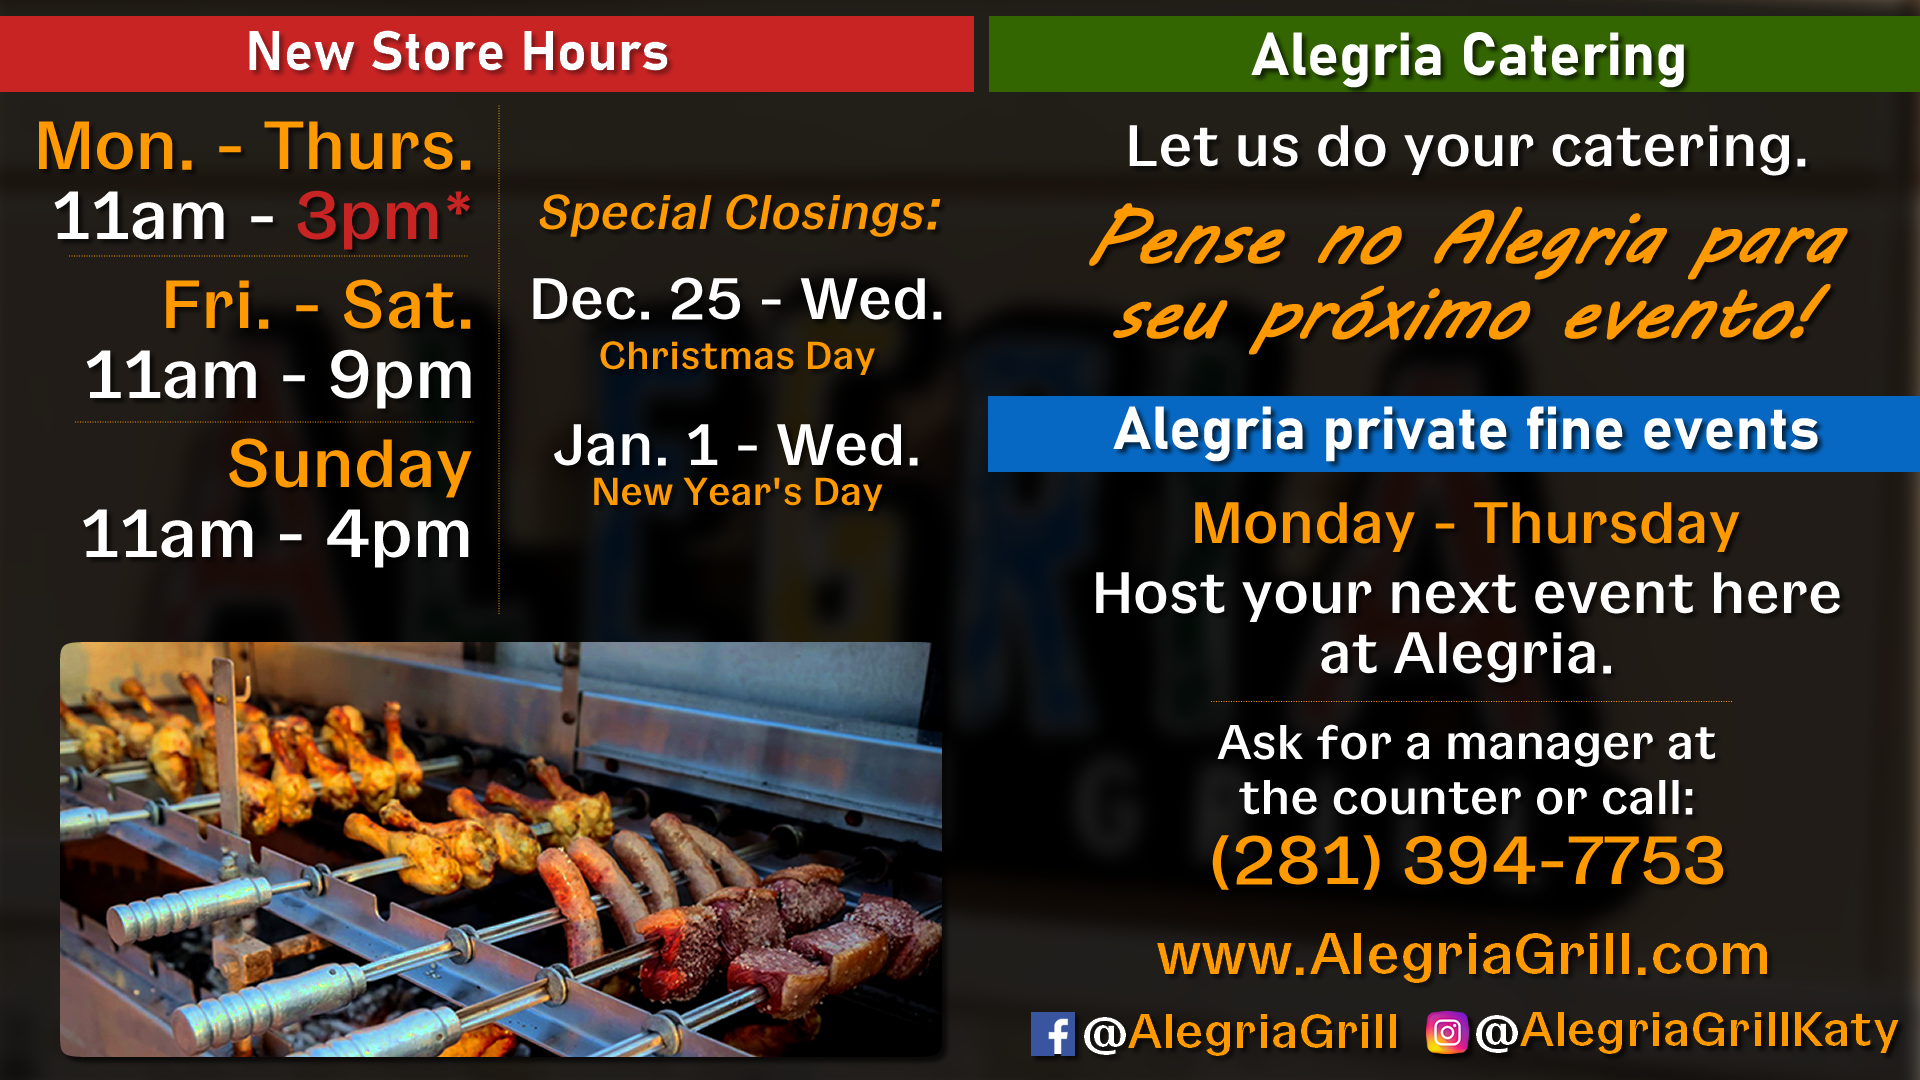 New Store Hours
Mon. - Thurs.
11am - 3pm*
Fri. - Sat.
11am - 9pm
Sunday
11am - 4pm
Special Closings:
Dec. 25 - Wed.
Christmas Day
Jan. 1 - Wed.
New Year's Day
Alegria Catering
Let us do your catering.
Pense no Alegria para
seu próximo evento!
Alegria private fine events
Monday - Thursday
Host your next event here
at Alegria.
Ask for a manager at
the counter or call:
(281) 394-7753
www.AlegriaGrill.com
@AlegriaGrill @AlegriaGrillKaty